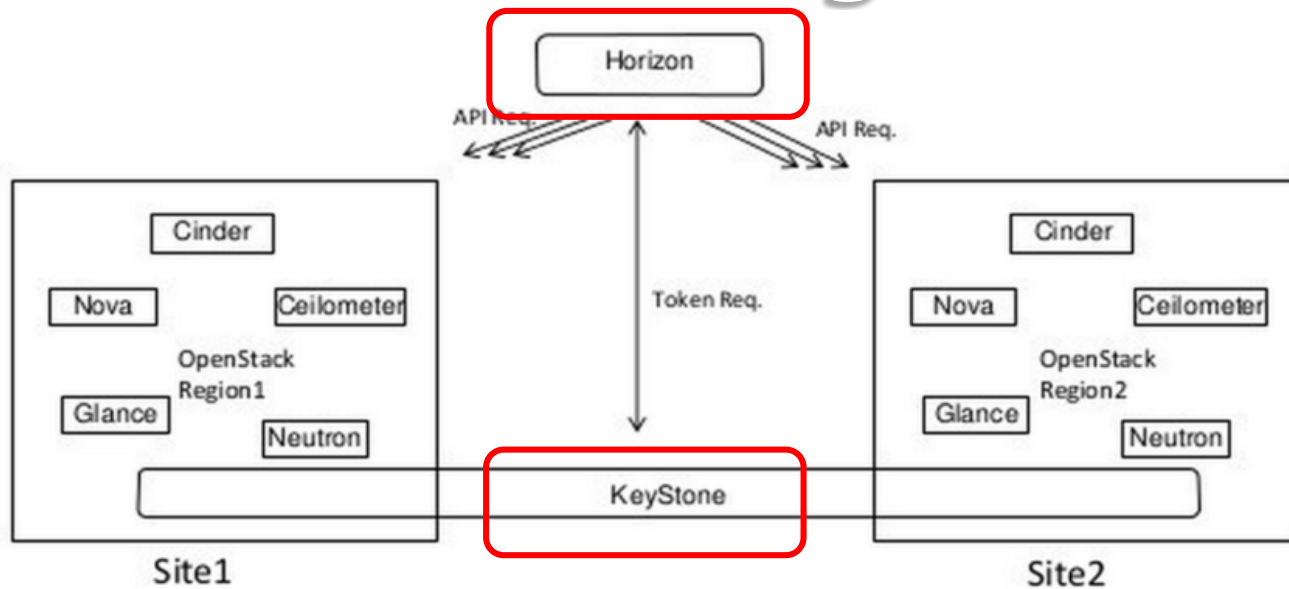 Horizon
API Req.
API Req.
Cinder
Nova
Ceilometer
OpenStack
Region1
Glance
Neutron
Token Req.
Cinder
Nova
Ceilometer
OpenStack
Region2
Glance
Neutron
KeyStone
Site1
Site2